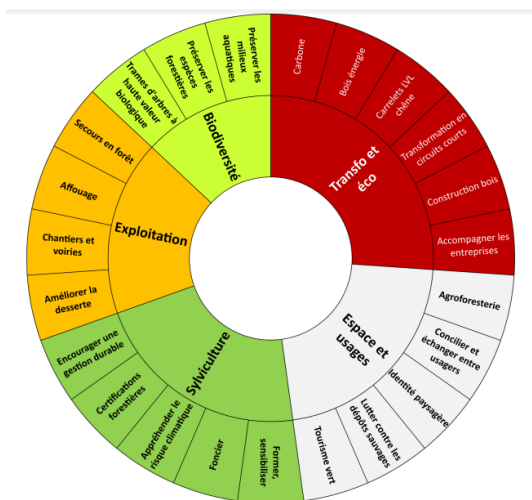 Transfo et
éco
Carbone
Bois énergie
Carrelets LVL
chêne
Transformation en
circuits courts
Construction bois
Accompagner les
entreprises
Espace et
usages
Agroforesterie
Concilier et
échanger entre
usagers
Identité paysagère
Lutter contre les
dépôts sauvages
Tourisme vert
Sylviculture
Former,
sensibiliser
Foncier
Appréhender le
risque climatique
Certifications
forestières
Encourager une
gestion durable
Exploitation
Améliorer la
desserte
Chantiers et
voiries
Affouage
Secours en forêt
Biodiversité
Trames d'arbres à
haute valeur
biologique
Préserver les
espèces
forestières
Préserver les
milieux
aquatiques